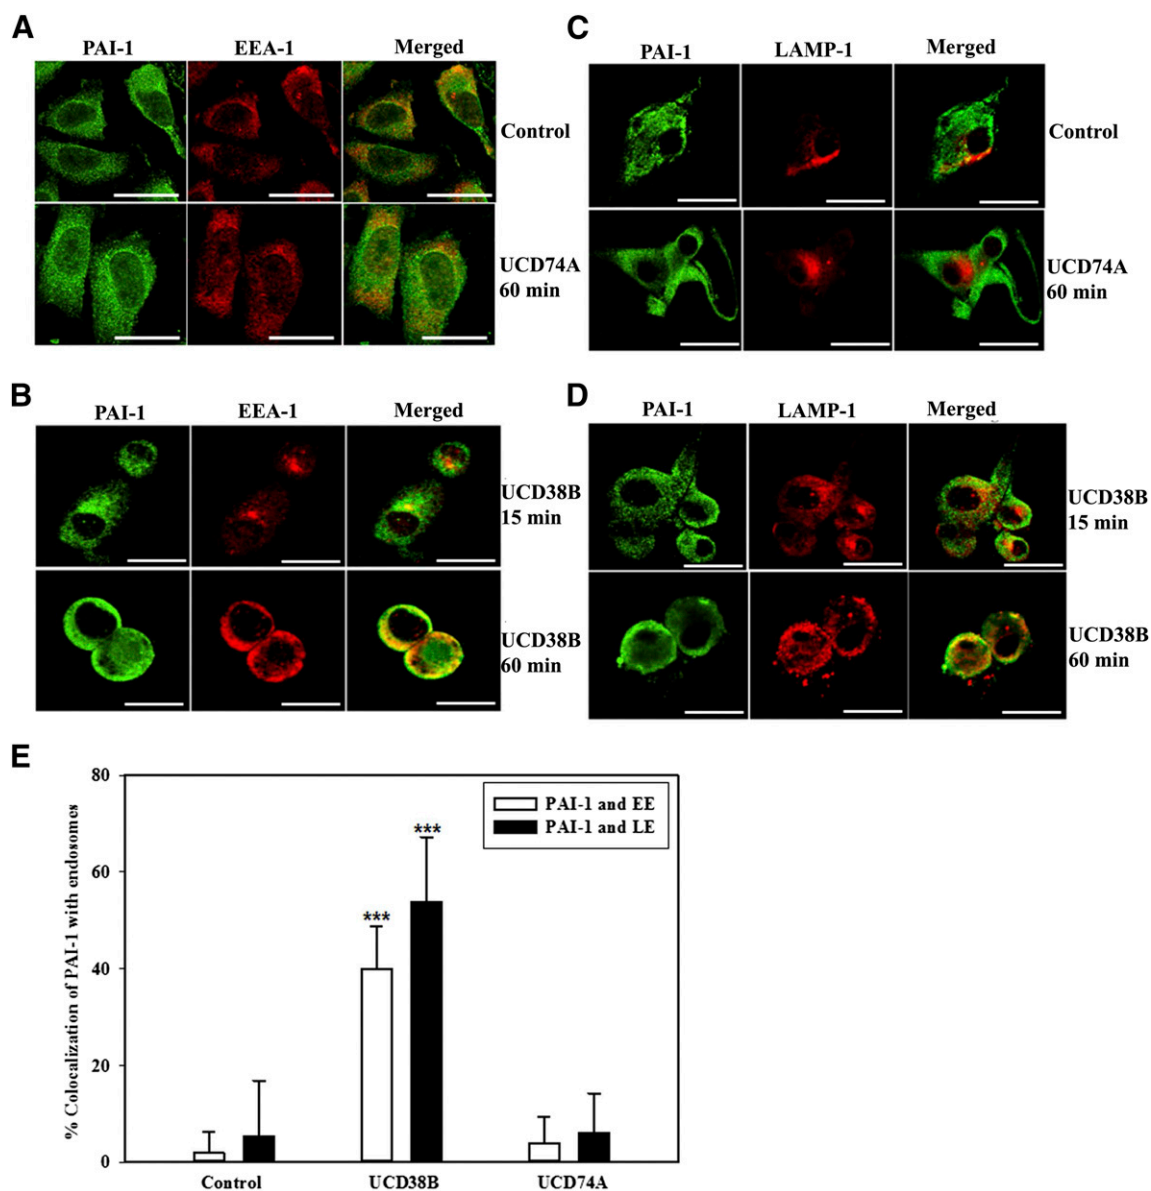 A
PAI-1 EEA-1 Merged
Control
UCD74A
60 min
C
PAI-1 LAMP-1 Merged
Control
UCD74A
60 min
B
PAI-1 EEA-1 Merged
UCD38B
15 min
UCD38B
60 min
D
PAI-1 LAMP-1 Merged
UCD38B
15 min
UCD38B
60 min
E
% Colocalization of PAI-1 with endosomes
80
60
40
20
0
PAI-1 and EE
PAI-1 and LE
***
***
Control UCD38B UCD74A